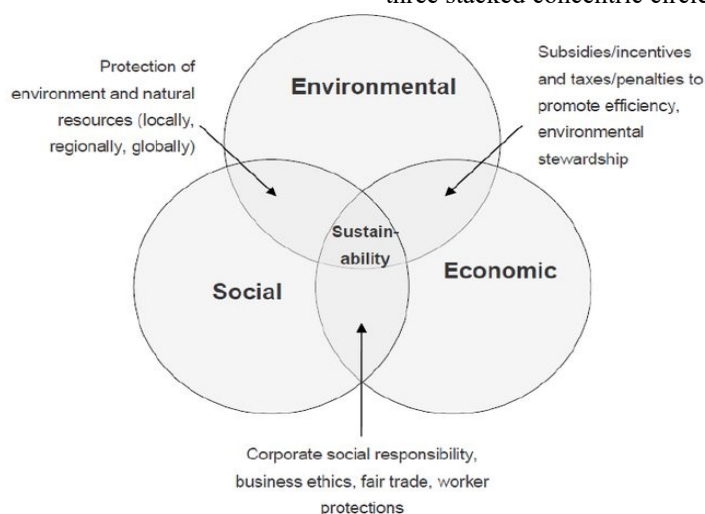 three stacked concentric circle
Protection of
environment and natural
resources (locally,
regionally, globally)
Environmental
Subsidies/incentives
and taxes/penalties to
promote efficiency,
environmental
stewardship
Sustain-
ability
Social
Economic
Corporate social responsibility,
business ethics, fair trade, worker
protections